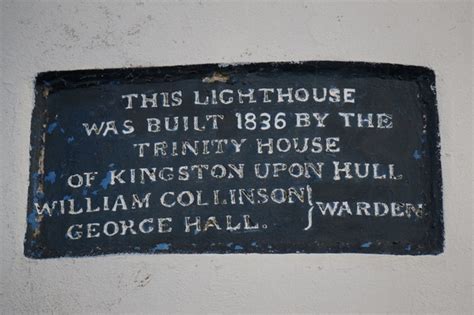 THIS LIGHTHOUSE
WAS BUILT 1836 BY THE
TRINITY HOUSE
OF KINGSTON UPON HULL
WILLIAM COLLINSON } WARDEN
GEORGE HALL.